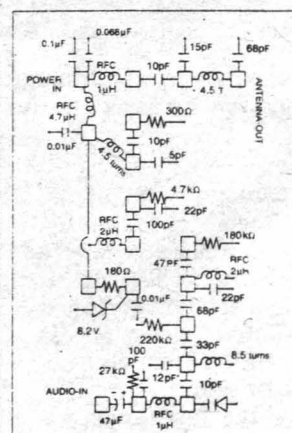 0.068µF
0.1µF
15pF
68pF
10pF
POWER IN
RFC
1µH
4.5 T
ANTENNA OUT
RFC
4.7µH
300Ω
0.01µF
4.5 turns
10pF
5pF
4.7kΩ
22pF
RFC
2µH
100pF
180kΩ
47PF
RFC
2µH
180Ω
22pF
0.01µF
68pF
8.2V
220kΩ
33pF
100
pF
27kΩ
12pF
8.5 turns
10pF
AUDIO-IN
47µF
RFC
1µH